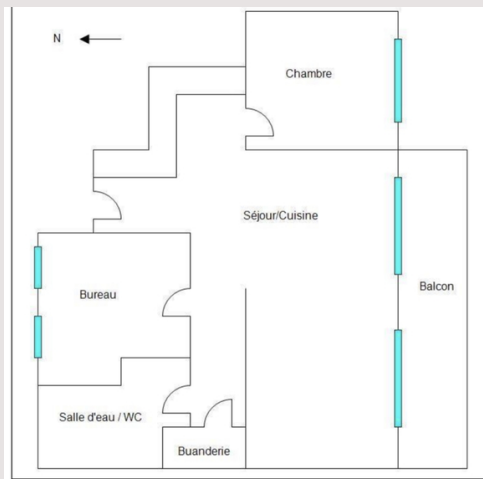 N
Chambre
Séjour/Cuisine
Bureau
Balcon
Salle d'eau / WC
Buanderie